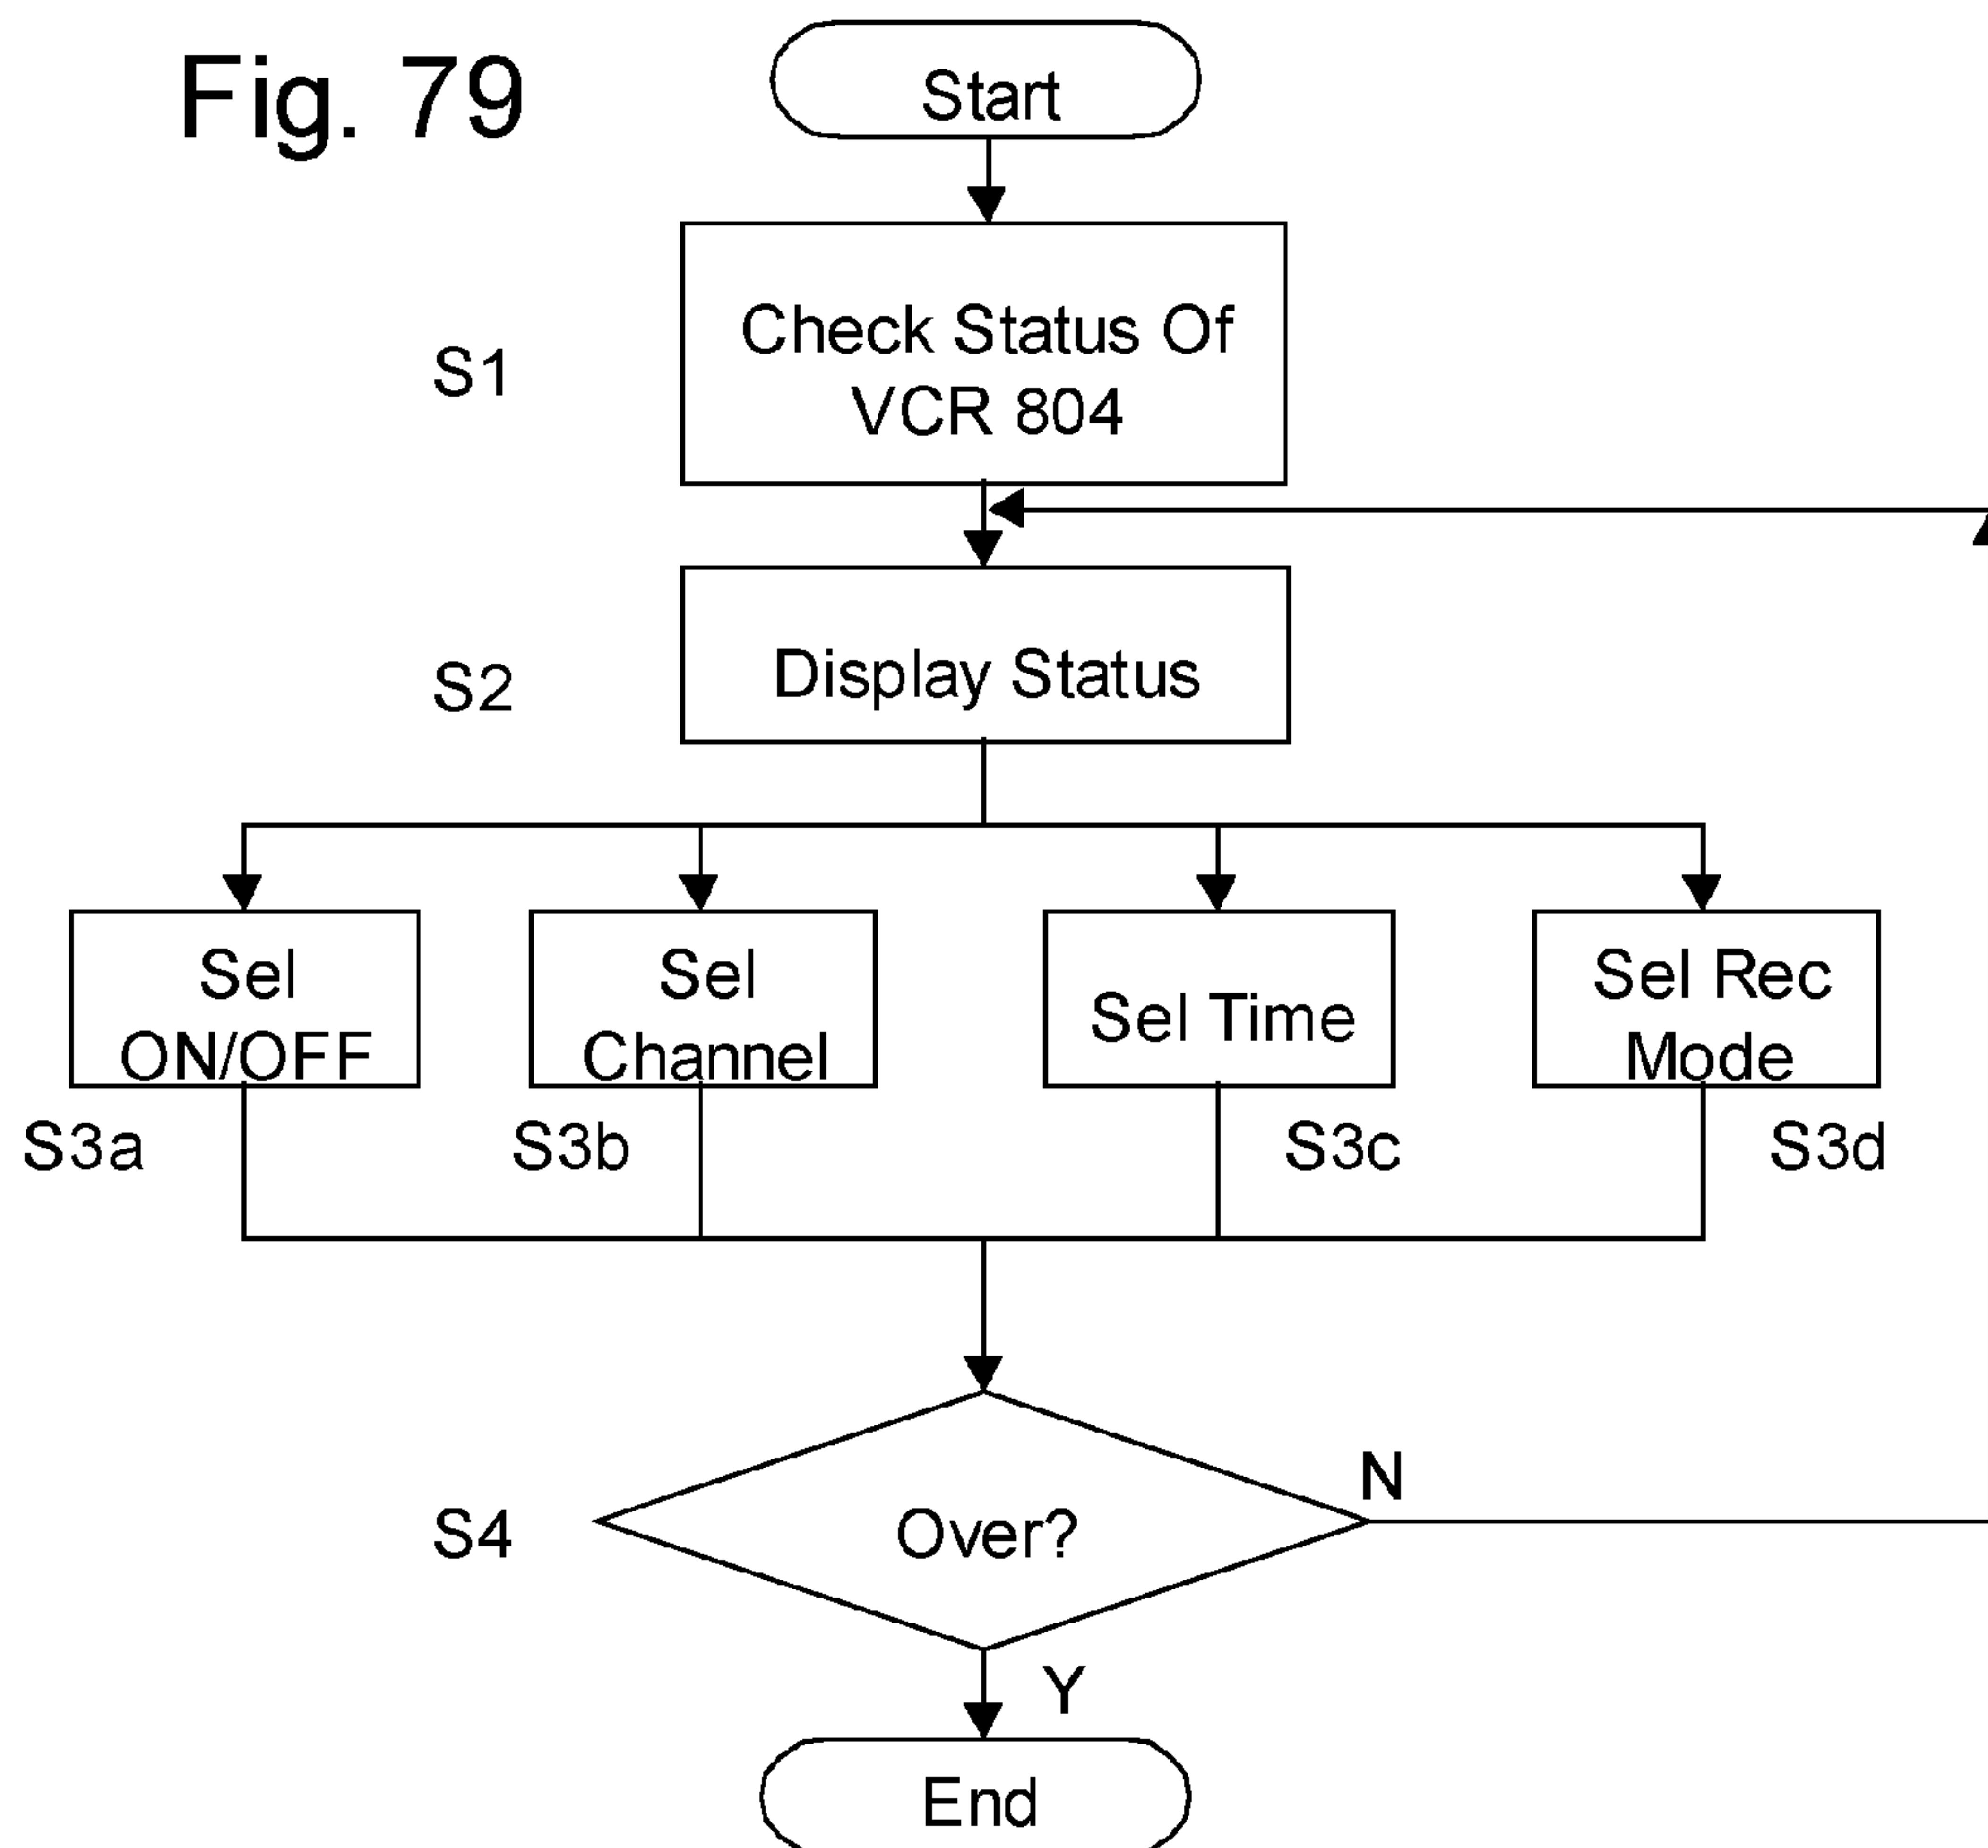 Fig. 79
Start
S1
Check Status Of
VCR 804
S2
Display Status
Sel
ON/OFF
Sel
Channel
Sel Time
Sel Rec
Mode
S3a
S3b
S3c
S3d
S4
Over?
N
Y
End